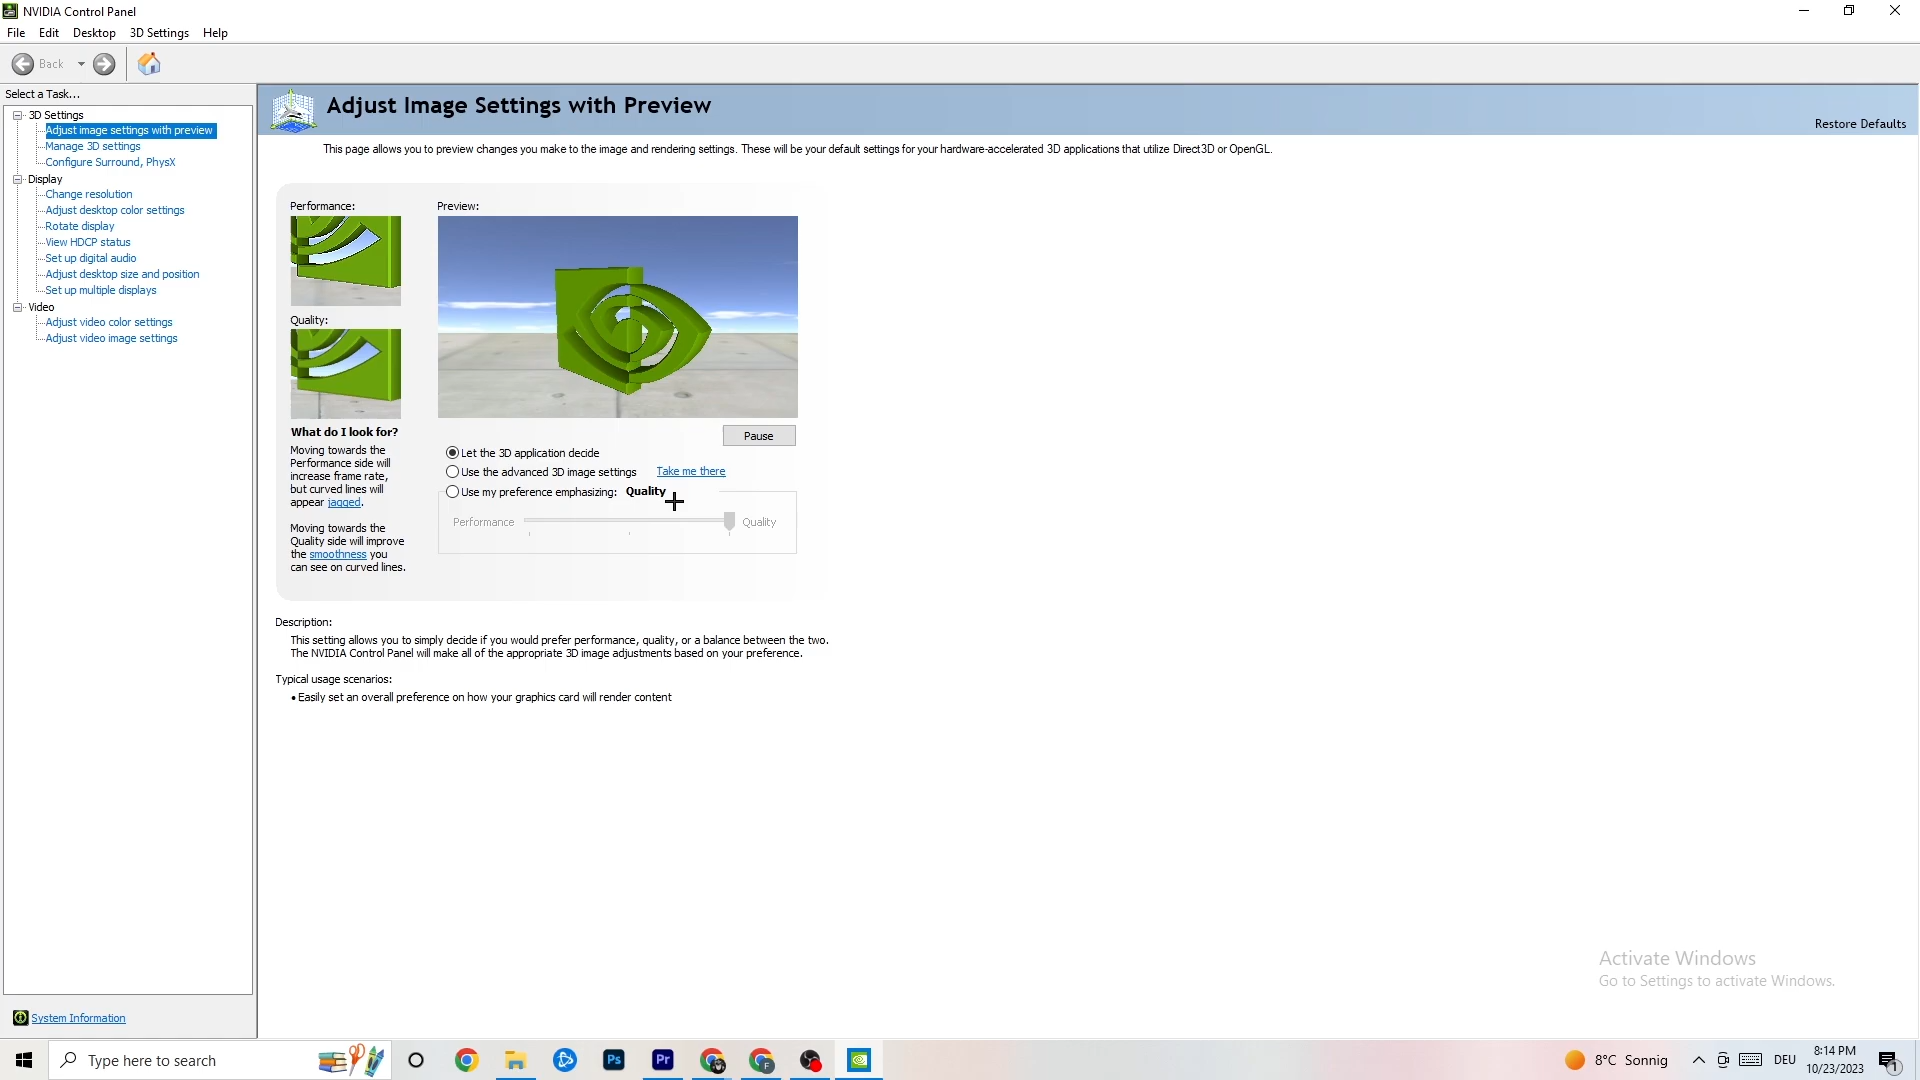 NVIDIA Control Panel
File Edit Desktop 3D Settings Help
Back
Select a Task...
3D Settings
Adjust image settings with preview
Manage 3D settings
Configure Surround, PhysX
Display
Change resolution
Adjust desktop color settings
Rotate display
View HDCP status
Set up digital audio
Adjust desktop size and position
Set up multiple displays
Video
Adjust video color settings
Adjust video image settings
System Information
Adjust Image Settings with Preview
Restore Defaults
This page allows you to preview changes you make to the image and rendering settings. These will be your default settings for your hardware-accelerated 3D applications that utilize Direct3D or OpenGL.
Performance:
Quality:
What do I look for?
Moving towards the
Performance side will
increase frame rate,
but curved lines will
appear jagged.
Moving towards the
Quality side will improve
the smoothness you
can see on curved lines.
Preview:
Pause
Let the 3D application decide
Use the advanced 3D image settings Take me there
Use my preference emphasizing: Quality
Performance Quality
Description:
This setting allows you to simply decide if you would prefer performance, quality, or a balance between the two.
The NVIDIA Control Panel will make all of the appropriate 3D image adjustments based on your preference.
Typical usage scenarios:
• Easily set an overall preference on how your graphics card will render content
Activate Windows
Go to Settings to activate Windows.
Type here to search
Ps
Pr
F
8°C Sonnig
DEU
8:14 PM
10/23/2023
1